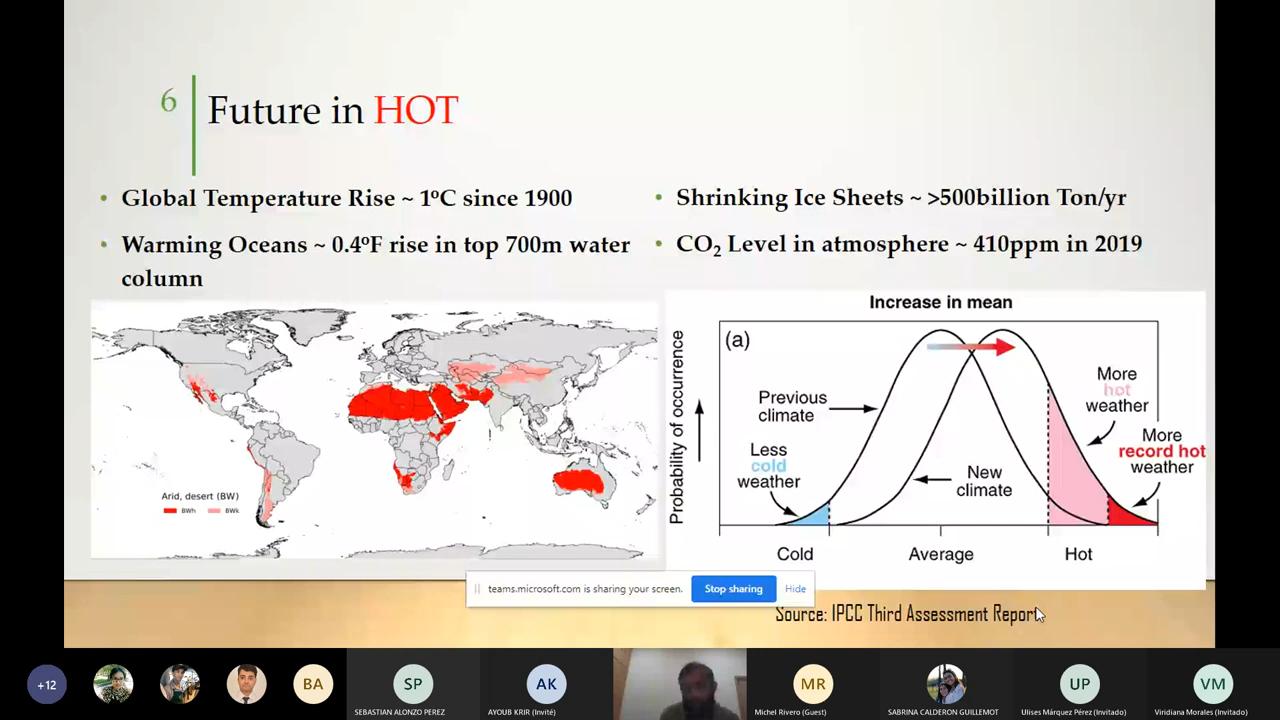 6
Future in HOT
• Global Temperature Rise ~ 1ºC since 1900
• Warming Oceans ~ 0.4ºF rise in top 700m water
column
• Shrinking Ice Sheets ~ >500billion Ton/yr
• CO₂ Level in atmosphere ~ 410ppm in 2019
Arid, desert (BW)
BWh
BWk
Increase in mean
(a)
Probability of occurrence
Previous
climate
Less
cold
weather
New
climate
More
hot
weather
More
record hot
weather
Cold
Average
Hot
teams.microsoft.com is sharing your screen.
Stop sharing
Hide
Source: IPCC Third Assessment Report
+12
BA
SP
SEBASTIAN ALONZO PEREZ
AK
AYOUB KRIR (Invité)
MR
Michel Rivero (Guest)
SABRINA CALDERON GUILLEMOT
UP
Ulises Márquez Pérez (Invitado)
VM
Viridiana Morales (Invitado)